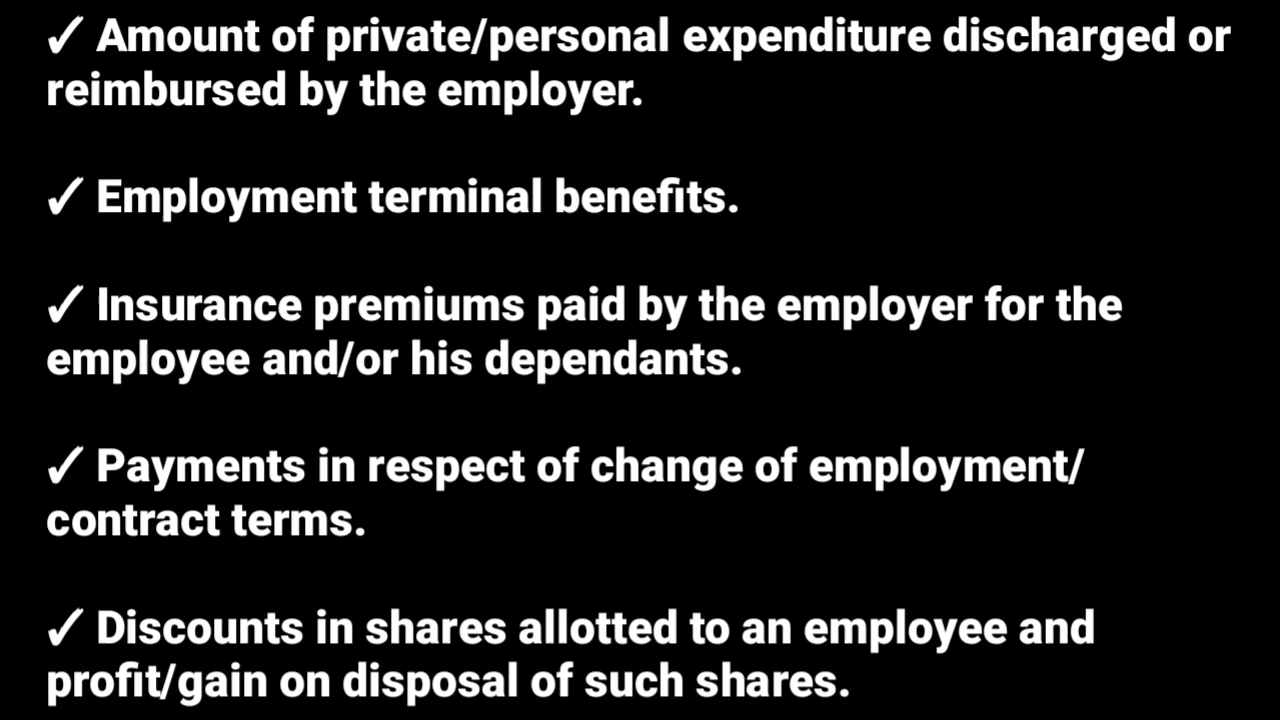 ✓ Amount of private/personal expenditure discharged or
reimbursed by the employer.
✓ Employment terminal benefits.
✓ Insurance premiums paid by the employer for the
employee and/or his dependants.
✓ Payments in respect of change of employment/
contract terms.
✓ Discounts in shares allotted to an employee and
profit/gain on disposal of such shares.